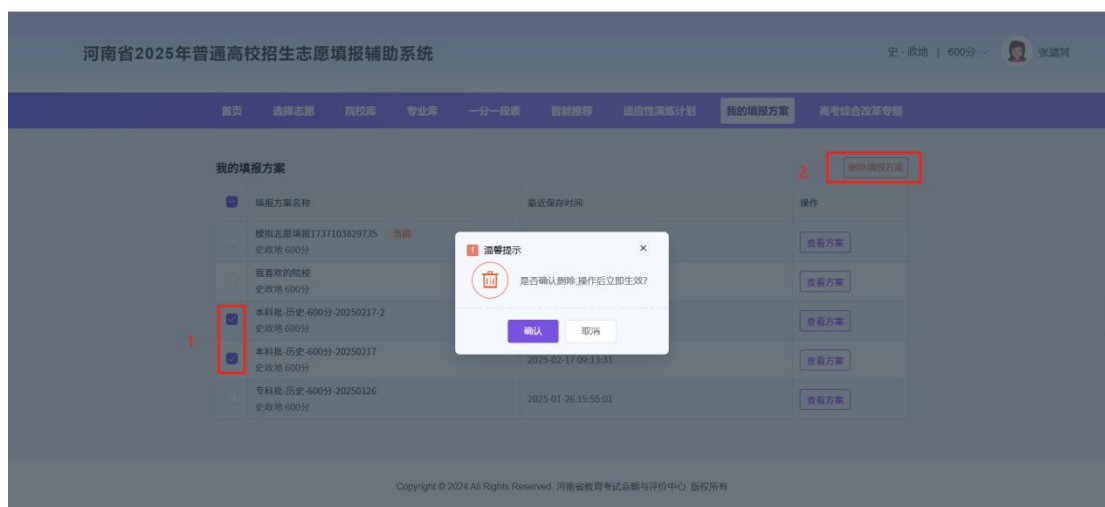 河南省2025年普通高校招生志愿填报辅助系统
史·政地 | 600分 张靖其
首页 选择志愿 院校库 专业库 一分一段表 智能推荐 适应性演练计划 我的填报方案 高考综合改革专题
我的填报方案
2 删除填报方案
填报方案名称 最近保存时间 操作
模拟志愿填报1737103829735 当前
史政地 600分
查看方案
温馨提示 ×
是否确认删除,操作后立即生效?
确认 取消
我喜欢的院校
史政地 600分
查看方案
1
本科批-历史-600分-20250217-2
史政地 600分
查看方案
本科批-历史-600分-20250217
史政地 600分
2025-02-17 09:13:31
查看方案
专科批-历史-600分-20250126
史政地 600分
2025-01-26 15:55:01
查看方案
Copyright © 2024 All Rights Reserved. 河南省教育考试命题与评价中心 版权所有